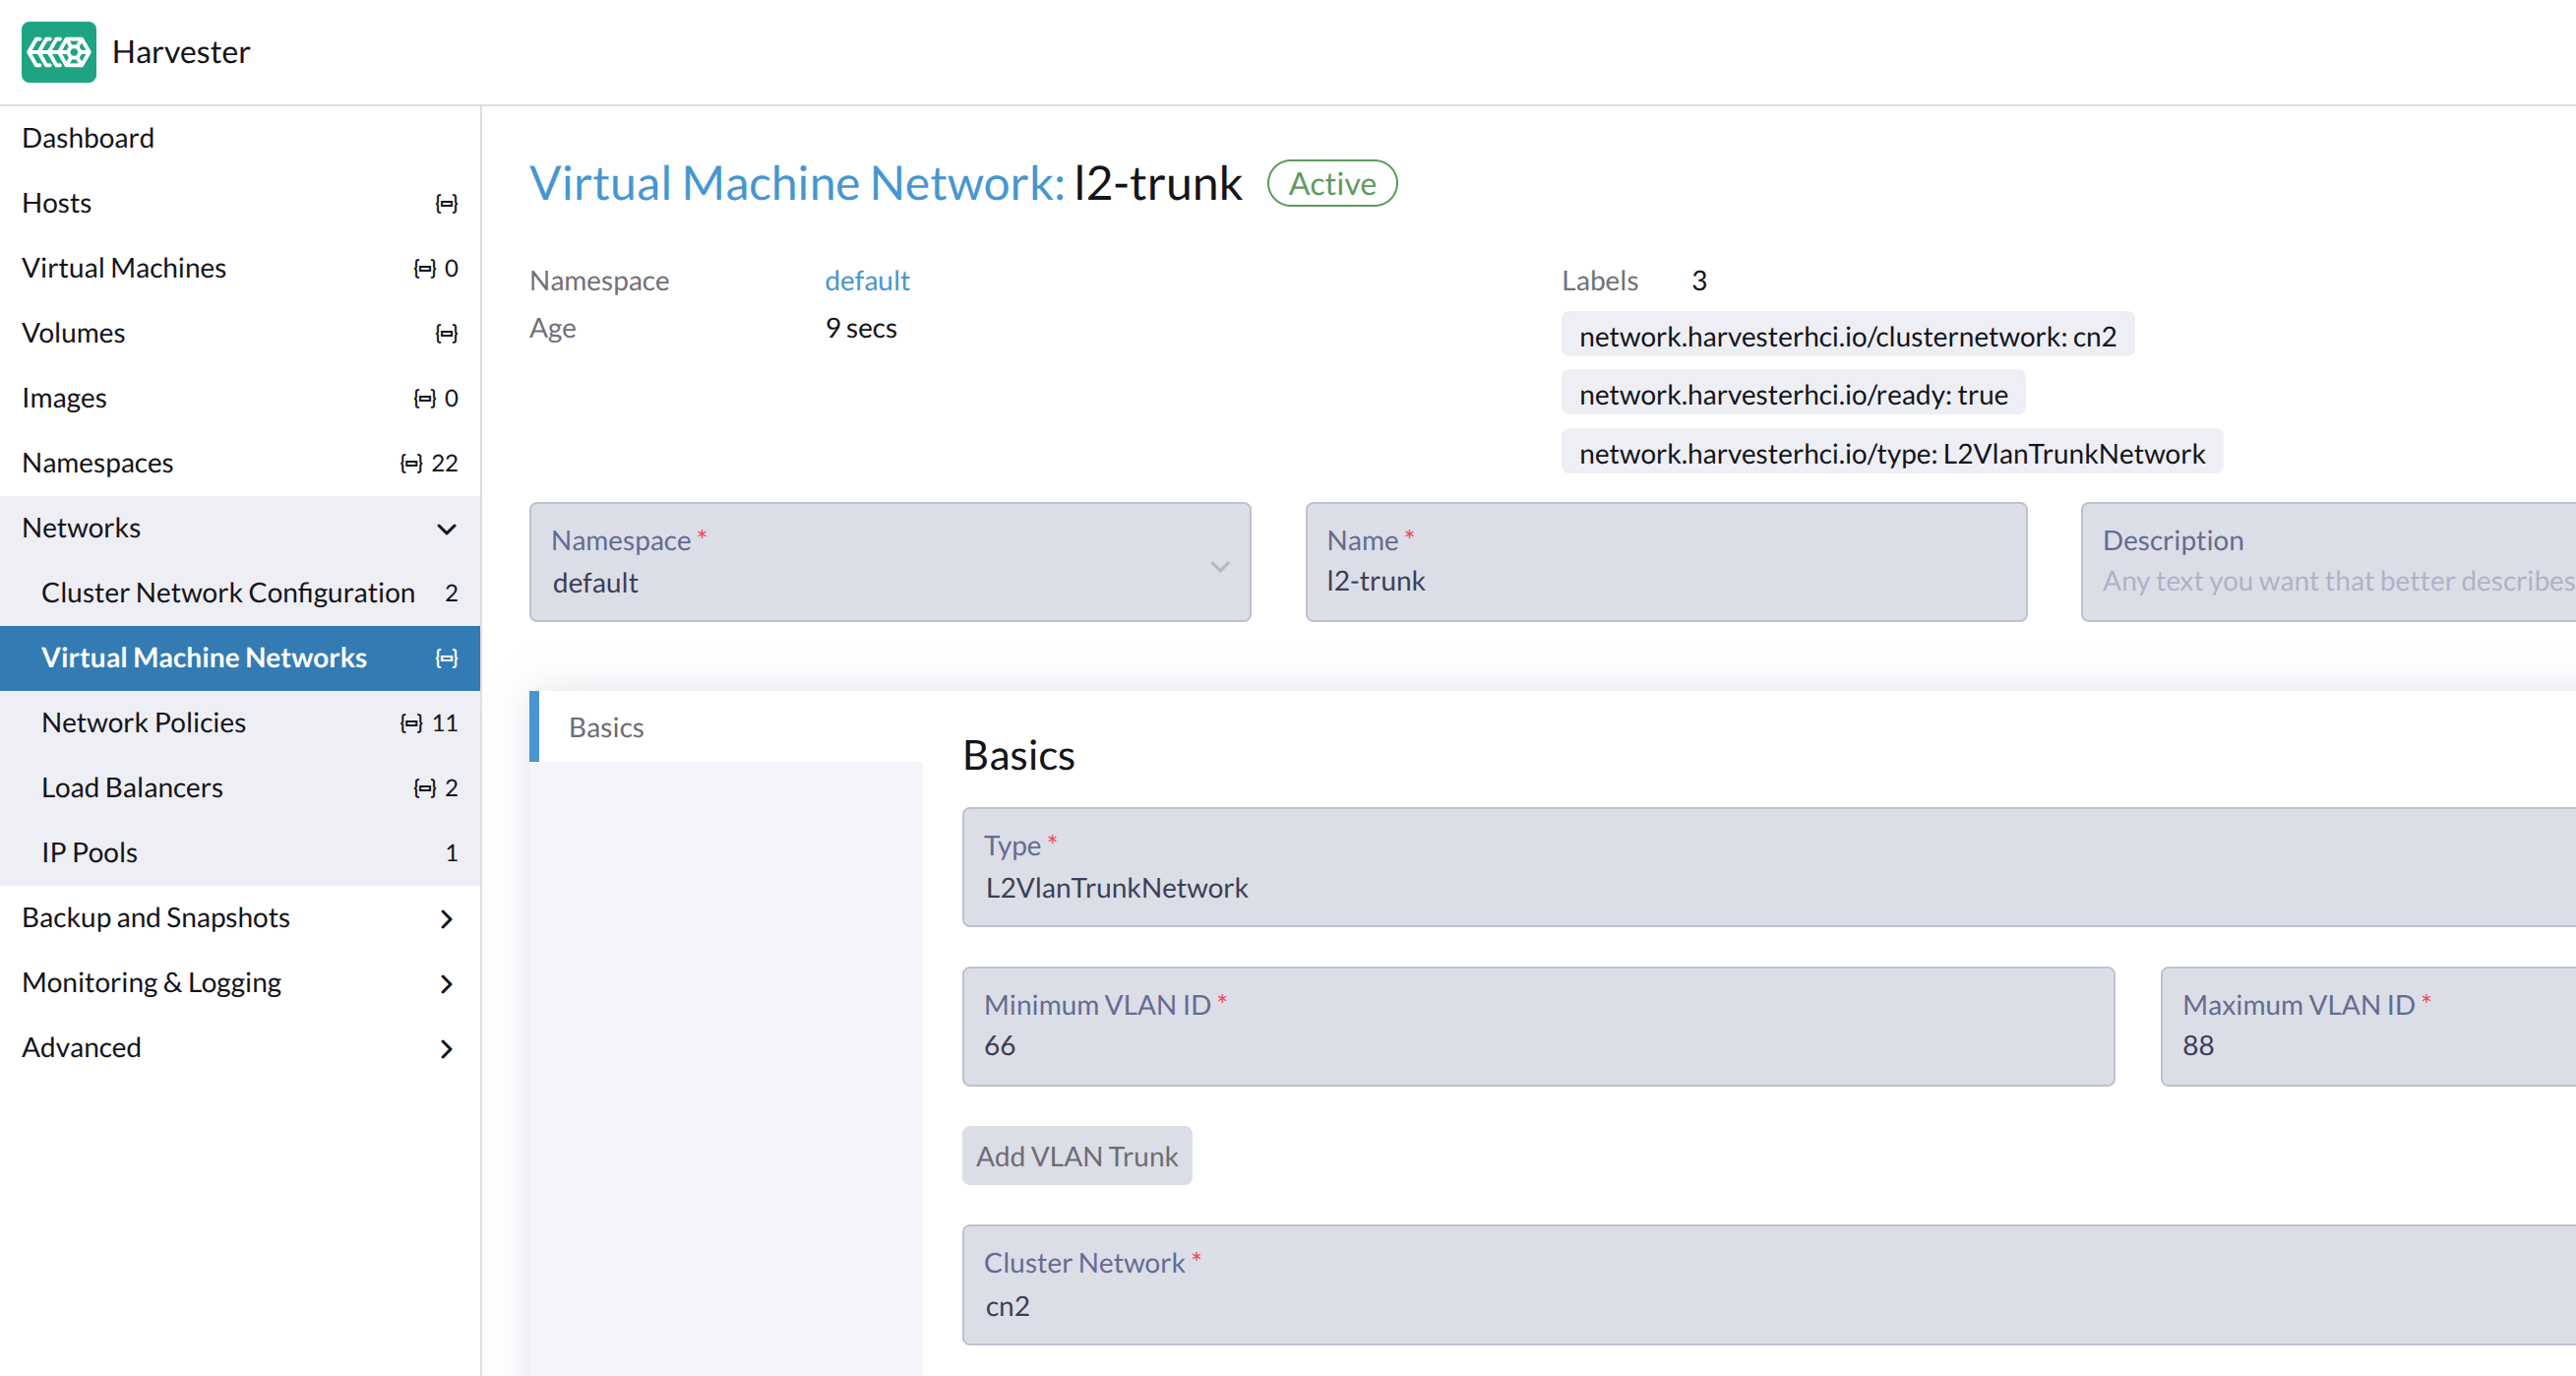 Harvester
Dashboard
Hosts
Virtual Machines 0
Volumes
Images 0
Namespaces 22
Networks
Cluster Network Configuration 2
Virtual Machine Networks
Network Policies 11
Load Balancers 2
IP Pools 1
Backup and Snapshots
Monitoring & Logging
Advanced
Virtual Machine Network: l2-trunk Active
Namespace default
Age 9 secs
Labels 3
network.harvesterhci.io/clusternetwork: cn2
network.harvesterhci.io/ready: true
network.harvesterhci.io/type: L2VlanTrunkNetwork
Namespace *
default
Name *
l2-trunk
Description
Any text you want that better describes
Basics
Basics
Type *
L2VlanTrunkNetwork
Minimum VLAN ID *
66
Maximum VLAN ID *
88
Add VLAN Trunk
Cluster Network *
cn2